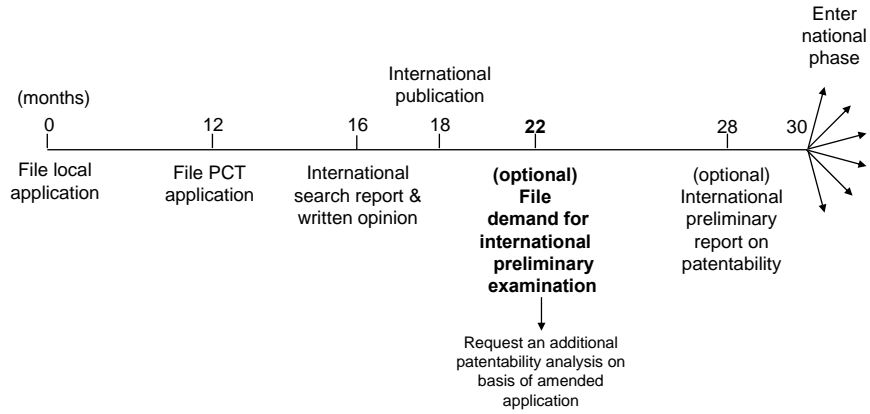 Enter
national
phase
International
publication
(months)
0
12
16
18
22
28
30
File local
application
File PCT
application
International
search report &
written opinion
(optional)
File
demand for
international
preliminary
examination
(optional)
International
preliminary
report on
patentability
Request an additional
patentability analysis on
basis of amended
application